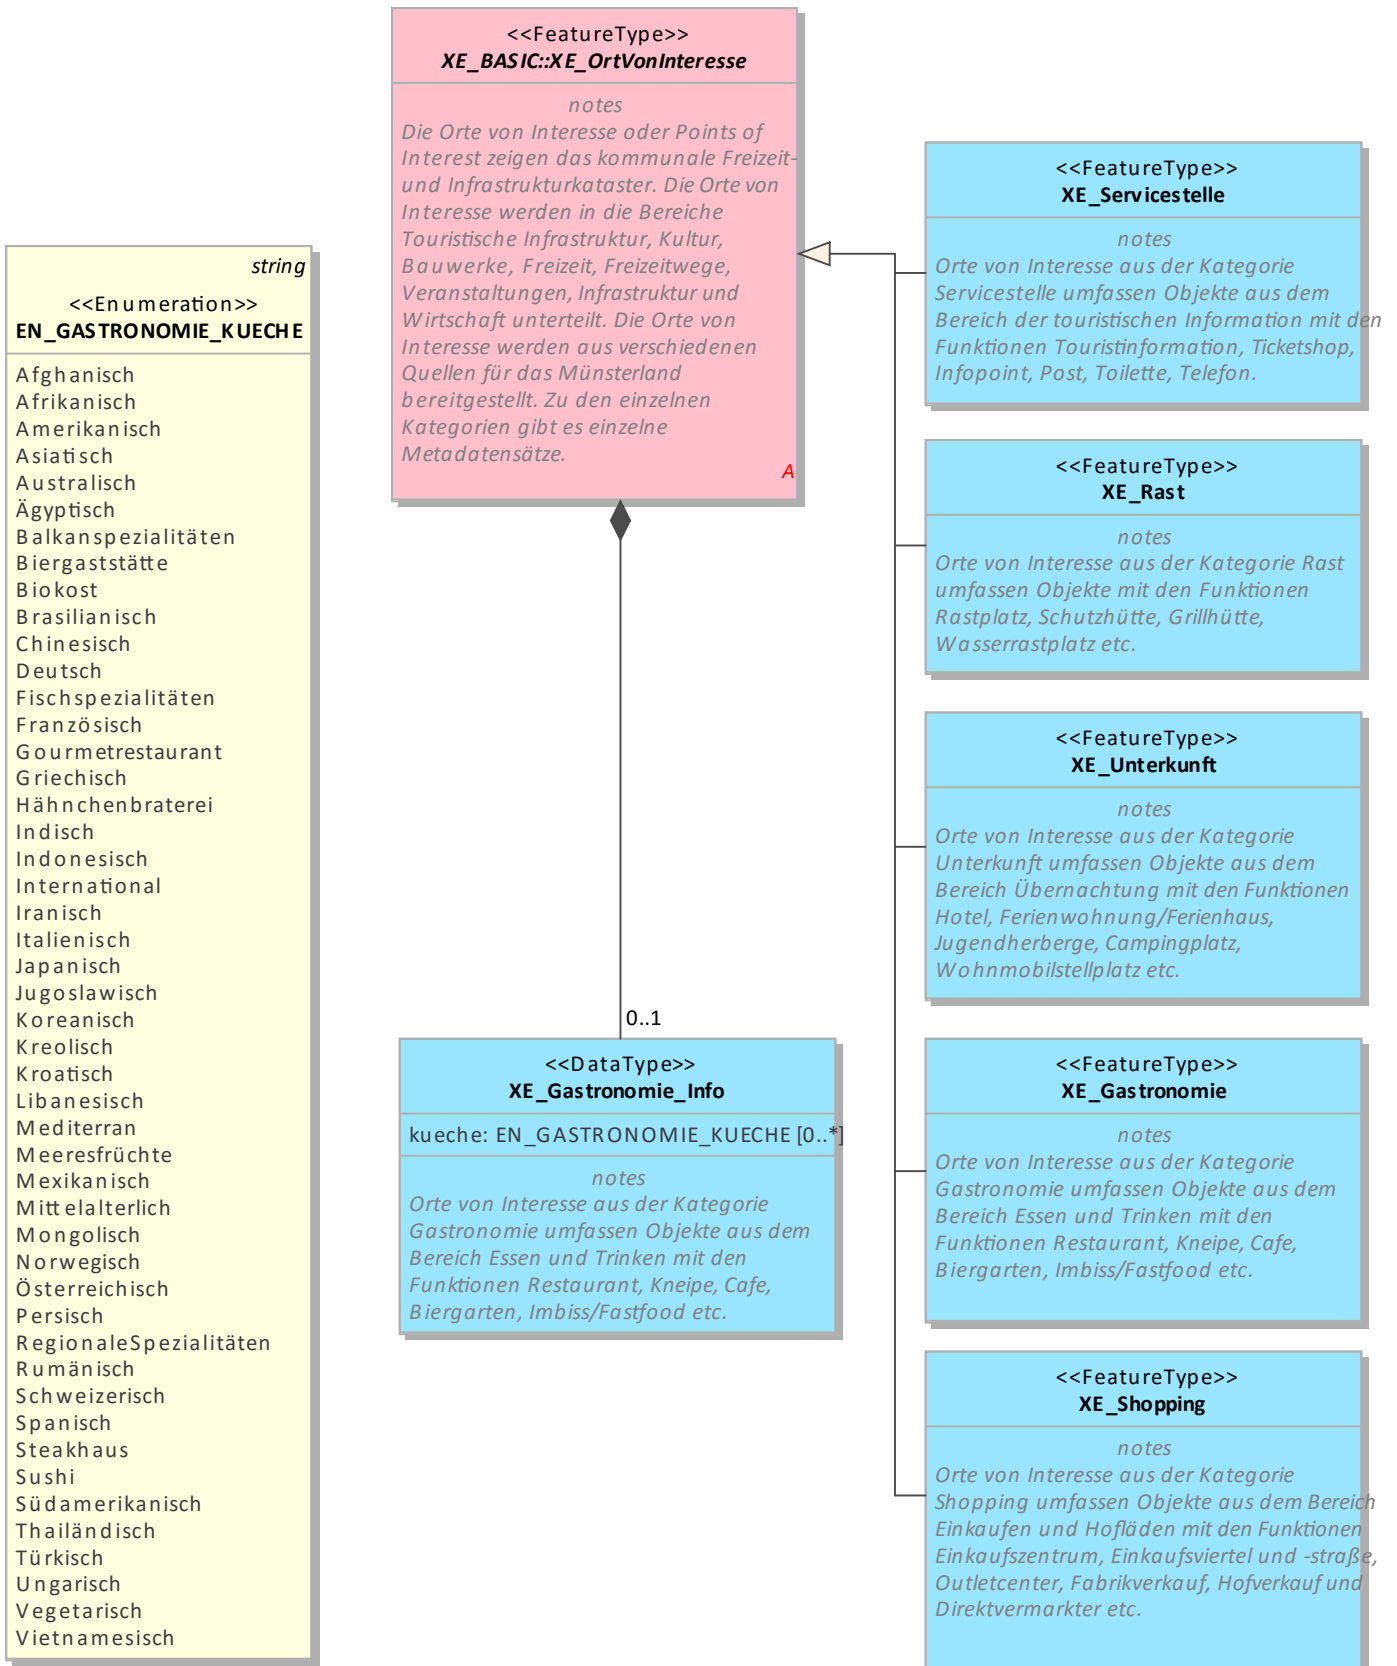 <<FeatureType>>
XE_BASIC::XE_OrtVonInteresse
notes
Die Orte von Interesse oder Points of
Interest zeigen das kommunale Freizeit-
und Infrastrukturkataster. Die Orte von
Interesse werden in die Bereiche
Touristische Infrastruktur, Kultur,
Bauwerke, Freizeit, Freizeitwege,
Veranstaltungen, Infrastruktur und
Wirtschaft unterteilt. Die Orte von
Interesse werden aus verschiedenen
Quellen für das Münsterland
bereitgestellt. Zu den einzelnen
Kategorien gibt es einzelne
Metadatensätze.
A
string
<<Enumeration>>
EN_GASTRONOMIE_KUECHE
Afghanisch
Afrikanisch
Amerikanisch
Asiatisch
Australisch
Ägyptisch
Balkanspezialitäten
Biergaststätte
Biokost
Brasilianisch
Chinesisch
Deutsch
Fischspezialitäten
Französisch
Gourmetrestaurant
Griechisch
Hähnchenbraterei
Indisch
Indonesisch
International
Iranisch
Italienisch
Japanisch
Jugoslawisch
Koreanisch
Kreolisch
Kroatisch
Libanesisch
Mediterran
Meeresfrüchte
Mexikanisch
Mittelalterlich
Mongolisch
Norwegisch
Österreichisch
Persisch
RegionaleSpezialitäten
Rumänisch
Schweizerisch
Spanisch
Steakhaus
Sushi
Südamerikanisch
Thailändisch
Türkisch
Ungarisch
Vegetarisch
Vietnamesisch
0..1
<<DataType>>
XE_Gastronomie_Info
kueche: EN_GASTRONOMIE_KUECHE [0..*]
notes
Orte von Interesse aus der Kategorie
Gastronomie umfassen Objekte aus dem
Bereich Essen und Trinken mit den
Funktionen Restaurant, Kneipe, Cafe,
Biergarten, Imbiss/Fastfood etc.
<<FeatureType>>
XE_Servicestelle
notes
Orte von Interesse aus der Kategorie
Servicestelle umfassen Objekte aus dem
Bereich der touristischen Information mit den
Funktionen Touristinformation, Ticketshop,
Infopoint, Post, Toilette, Telefon.
<<FeatureType>>
XE_Rast
notes
Orte von Interesse aus der Kategorie Rast
umfassen Objekte mit den Funktionen
Rastplatz, Schutzhütte, Grillhütte,
Wasserrastplatz etc.
<<FeatureType>>
XE_Unterkunft
notes
Orte von Interesse aus der Kategorie
Unterkunft umfassen Objekte aus dem
Bereich Übernachtung mit den Funktionen
Hotel, Ferienwohnung/Ferienhaus,
Jugendherberge, Campingplatz,
Wohnmobilstellplatz etc.
<<FeatureType>>
XE_Gastronomie
notes
Orte von Interesse aus der Kategorie
Gastronomie umfassen Objekte aus dem
Bereich Essen und Trinken mit den
Funktionen Restaurant, Kneipe, Cafe,
Biergarten, Imbiss/Fastfood etc.
<<FeatureType>>
XE_Shopping
notes
Orte von Interesse aus der Kategorie
Shopping umfassen Objekte aus dem Bereich
Einkaufen und Hofläden mit den Funktionen
Einkaufszentrum, Einkaufsviertel und -straße,
Outletcenter, Fabrikverkauf, Hofverkauf und
Direktvermarkter etc.